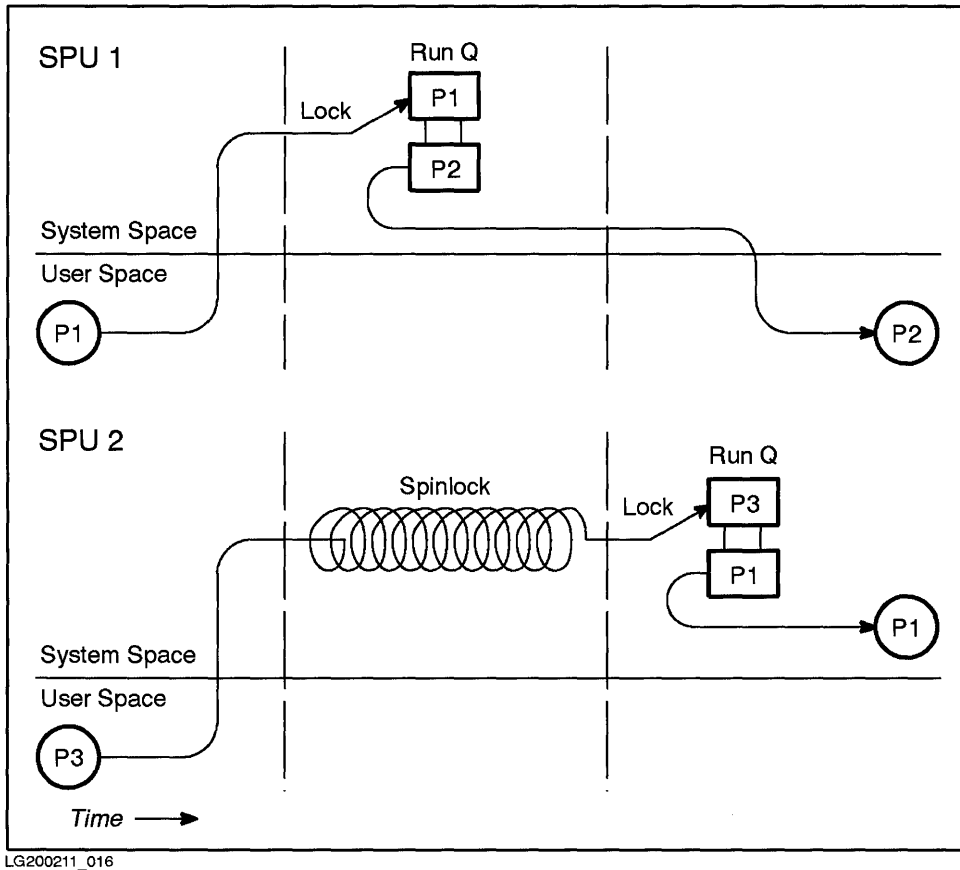 SPU 1
Run Q
P1
Lock
P2
System Space
User Space
P1
P2
SPU 2
Run Q
Spinlock
Lock
P3
P1
P1
System Space
User Space
P3
Time
LG200211_016